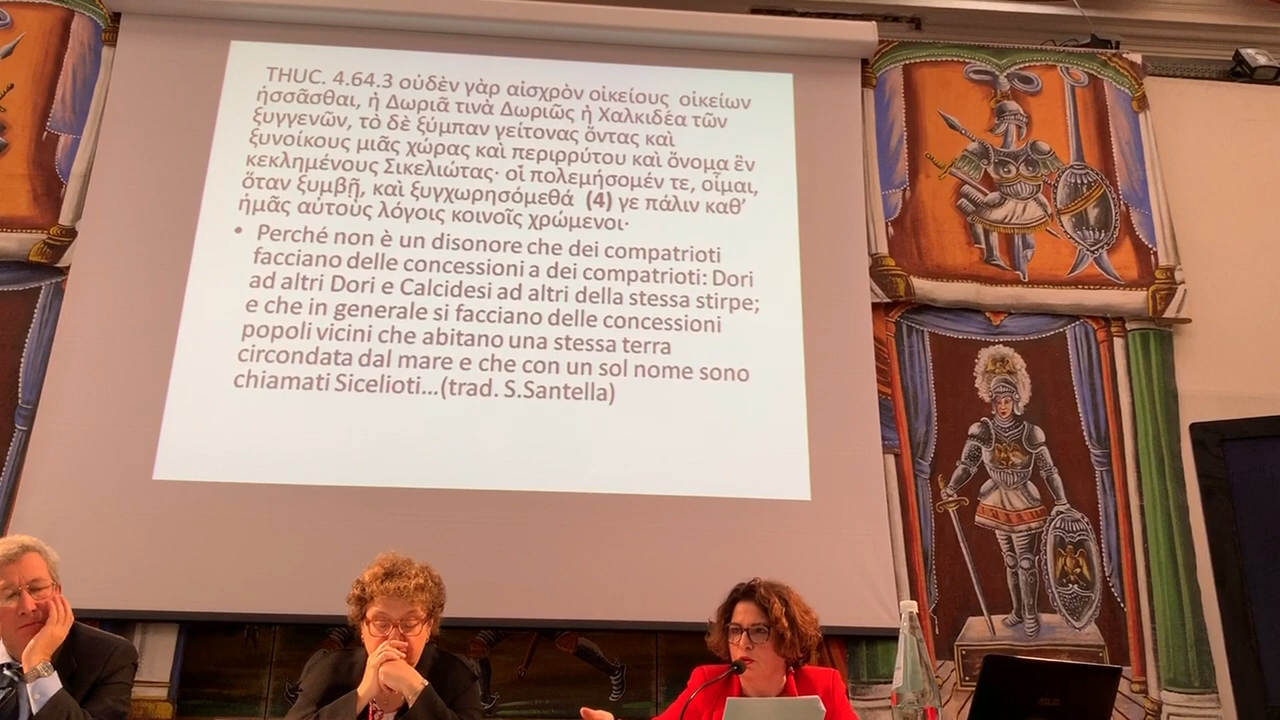 THUC. 4.64.3 οὐδὲν γὰρ αἰσχρὸν οἰκείους οἰκείων
ἡσσᾶσθαι, ἢ Δωριᾶ τινὰ Δωριῶς ἢ Χαλκιδέα τῶν
ξυγγενῶν, τὸ δὲ ξύμπαν γείτονας ὄντας καὶ
ξυνοίκους μιᾶς χώρας καὶ περιρρύτου καὶ ὄνομα ἓν
κεκλημένους Σικελιώτας· οἳ πολεμήσομέν τε, οἶμαι,
ὅταν ξυμβῇ, καὶ ξυγχωρησόμεθά (4) γε πάλιν καθ’
ἡμᾶς αὐτοὺς λόγοις κοινοῖς χρώμενοι·
• Perché non è un disonore che dei compatrioti
facciano delle concessioni a dei compatrioti: Dori
ad altri Dori e Calcidesi ad altri della stessa stirpe;
e che in generale si facciano delle concessioni
popoli vicini che abitano una stessa terra
circondata dal mare e che con un sol nome sono
chiamati Sicelioti...(trad. S.Santella)